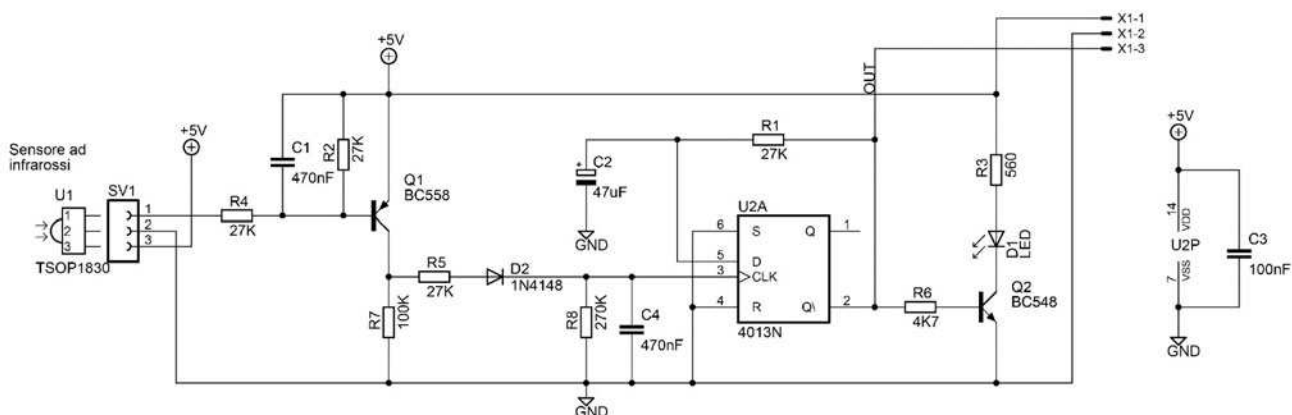 X1-1
X1-2
X1-3
+5V
OUT
+5V
+5V
Sensore ad
infrarossi
C1
470nF
R2
27K
R1
27K
C2
+
47uF
R3
560
U1
SV1
Q1
BC558
U2A
1
2
3
1
2
3
R4
27K
GND
6
S
Q
1
D1
LED
14
VDD
U2P
7
VSS
C3
100nF
TSOP1830
R5
27K
D2
1N4148
5
D
3
CLK
4
R
Q\
2
R6
4K7
Q2
BC548
R7
100K
R8
270K
C4
470nF
4013N
GND
GND